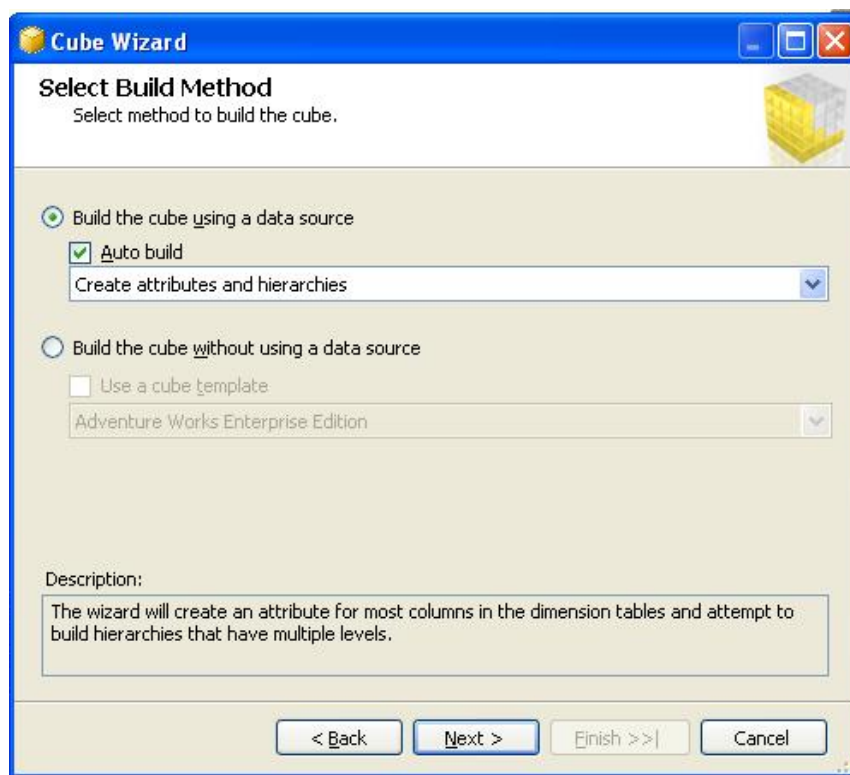 Cube Wizard
Select Build Method
Select method to build the cube.
Build the cube using a data source
Auto build
Create attributes and hierarchies
Build the cube without using a data source
Use a cube template
Adventure Works Enterprise Edition
Description:
The wizard will create an attribute for most columns in the dimension tables and attempt to
build hierarchies that have multiple levels.
< Back Next > Finish >>| Cancel